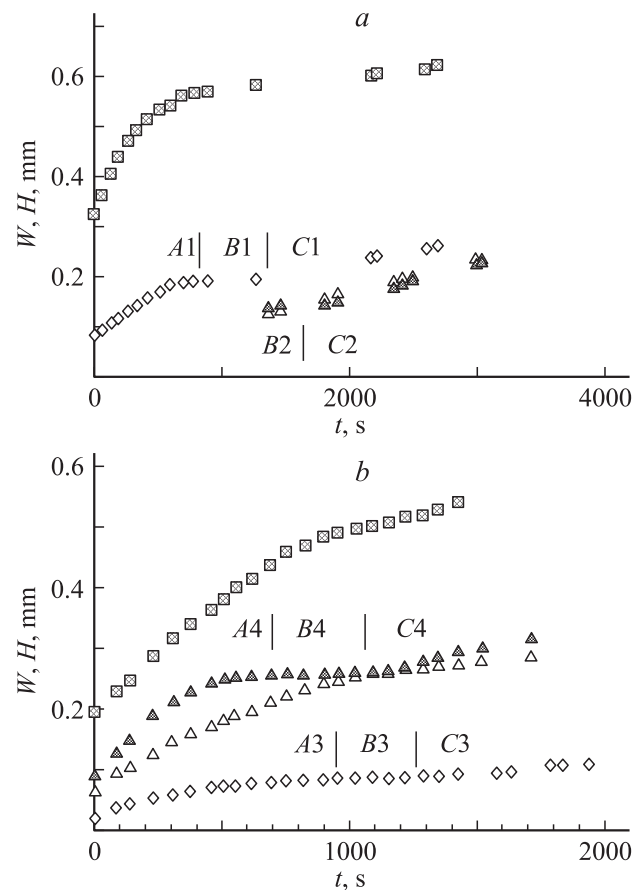 a
0.6
0.4
W, H, mm
A1 | B1 | C1
0.2
B2 | C2
0 2000 4000
t, s
b
0.6
0.4
W, H, mm
A4 | B4 | C4
0.2
A3 | B3 | C3
0 1000 2000
t, s